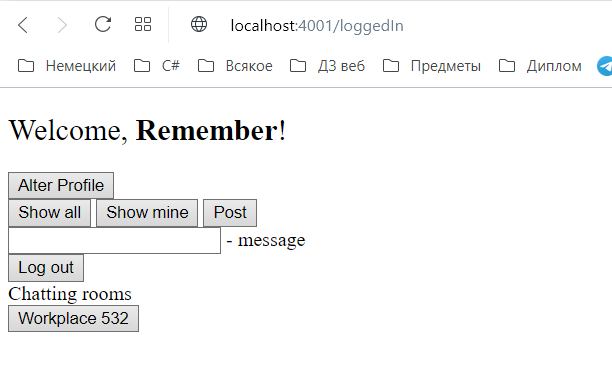 localhost:4001/loggedIn
Немецкий C# Всякое ДЗ веб Предметы Диплом
Welcome, Remember!
Alter Profile
Show all Show mine Post
- message
Log out
Chatting rooms
Workplace 532